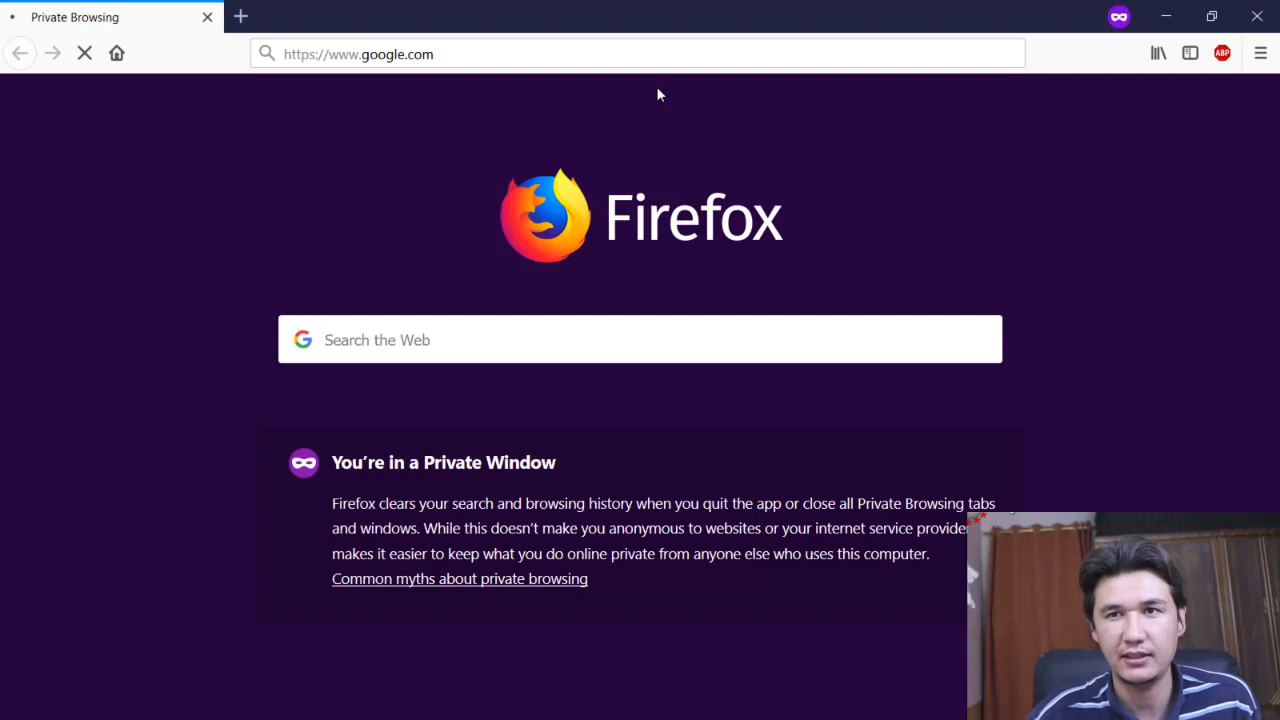 Private Browsing
https://www.google.com
ABP
Firefox
Search the Web
You're in a Private Window
Firefox clears your search and browsing history when you quit the app or close all Private Browsing tabs
and windows. While this doesn't make you anonymous to websites or your internet service provider
makes it easier to keep what you do online private from anyone else who uses this computer.
Common myths about private browsing